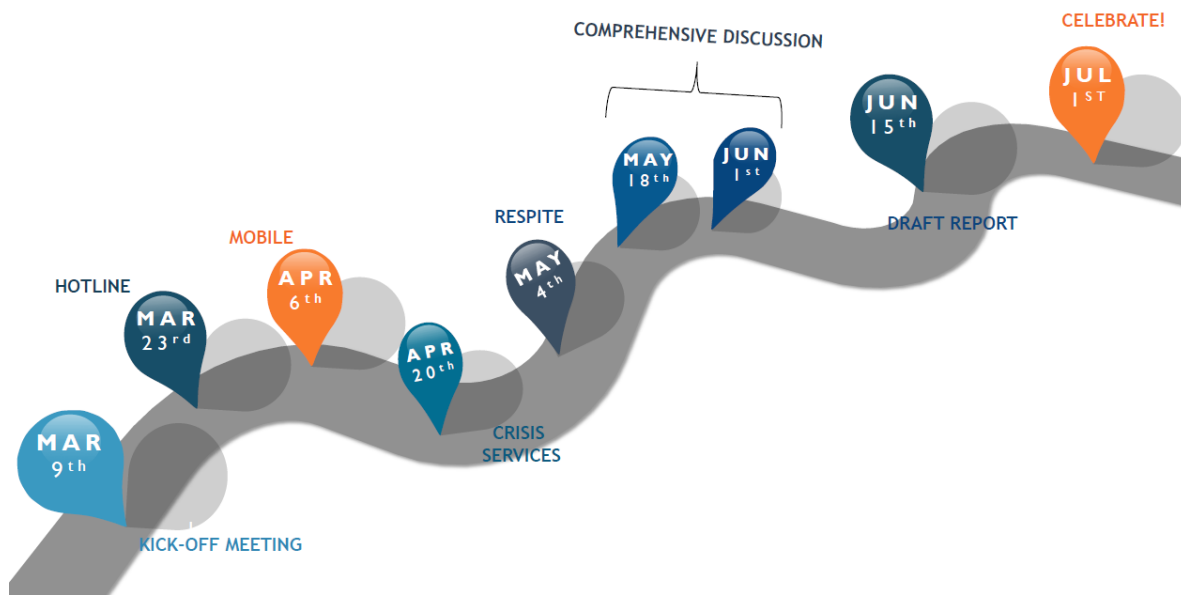 KICK-OFF MEETING
MAR
9th
HOTLINE
MAR
23rd
MOBILE
APR
6th
APR
20th
CRISIS
SERVICES
RESPITE
MAY
4th
COMPREHENSIVE DISCUSSION
MAY
18th
JUN
1st
JUN
15th
DRAFT REPORT
CELEBRATE!
JUL
1ST